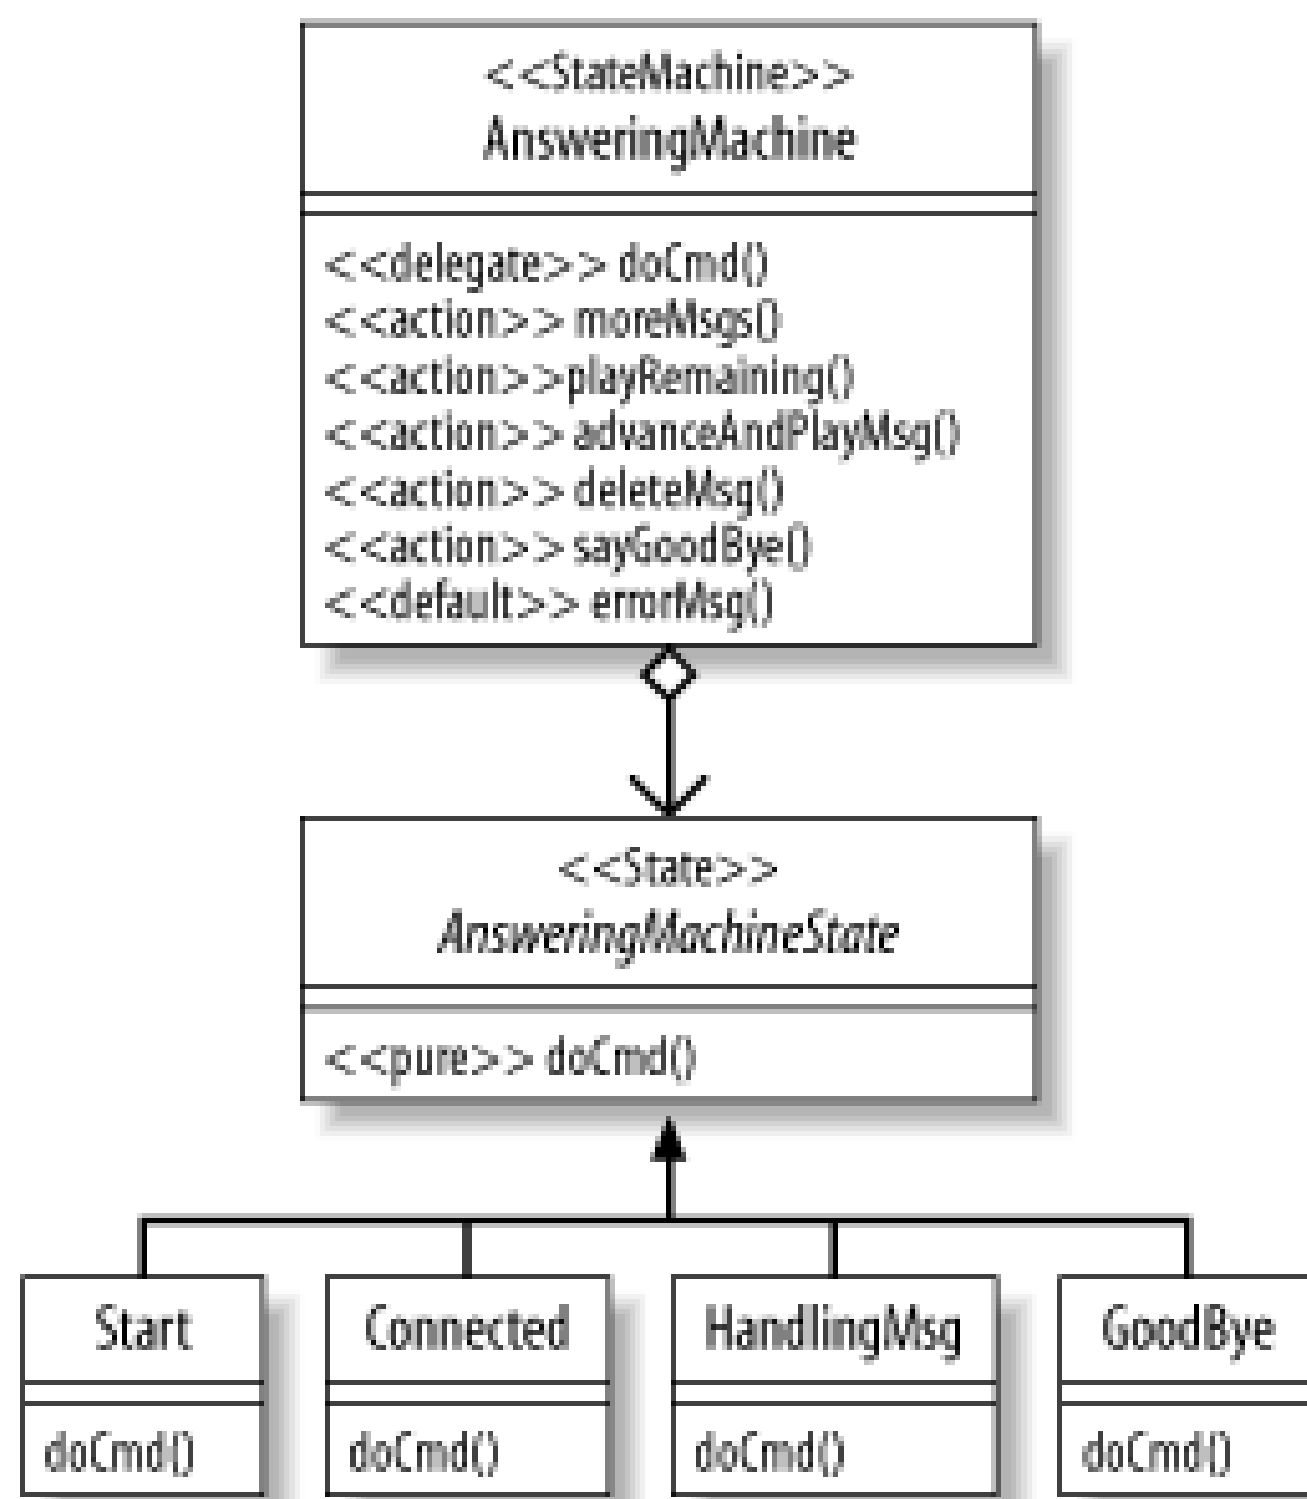 <<StateMachine>>
AnsweringMachine
<<delegate>> doCmd()
<<action>> moreMsgs()
<<action>>playRemaining()
<<action>> advanceAndPlayMsg()
<<action>> deleteMsg()
<<action>> sayGoodBye()
<<default>> errorMsg()
<<State>>
AnsweringMachineState
<<pure>> doCmd()
Start
doCmd()
Connected
doCmd()
HandlingMsg
doCmd()
GoodBye
doCmd()